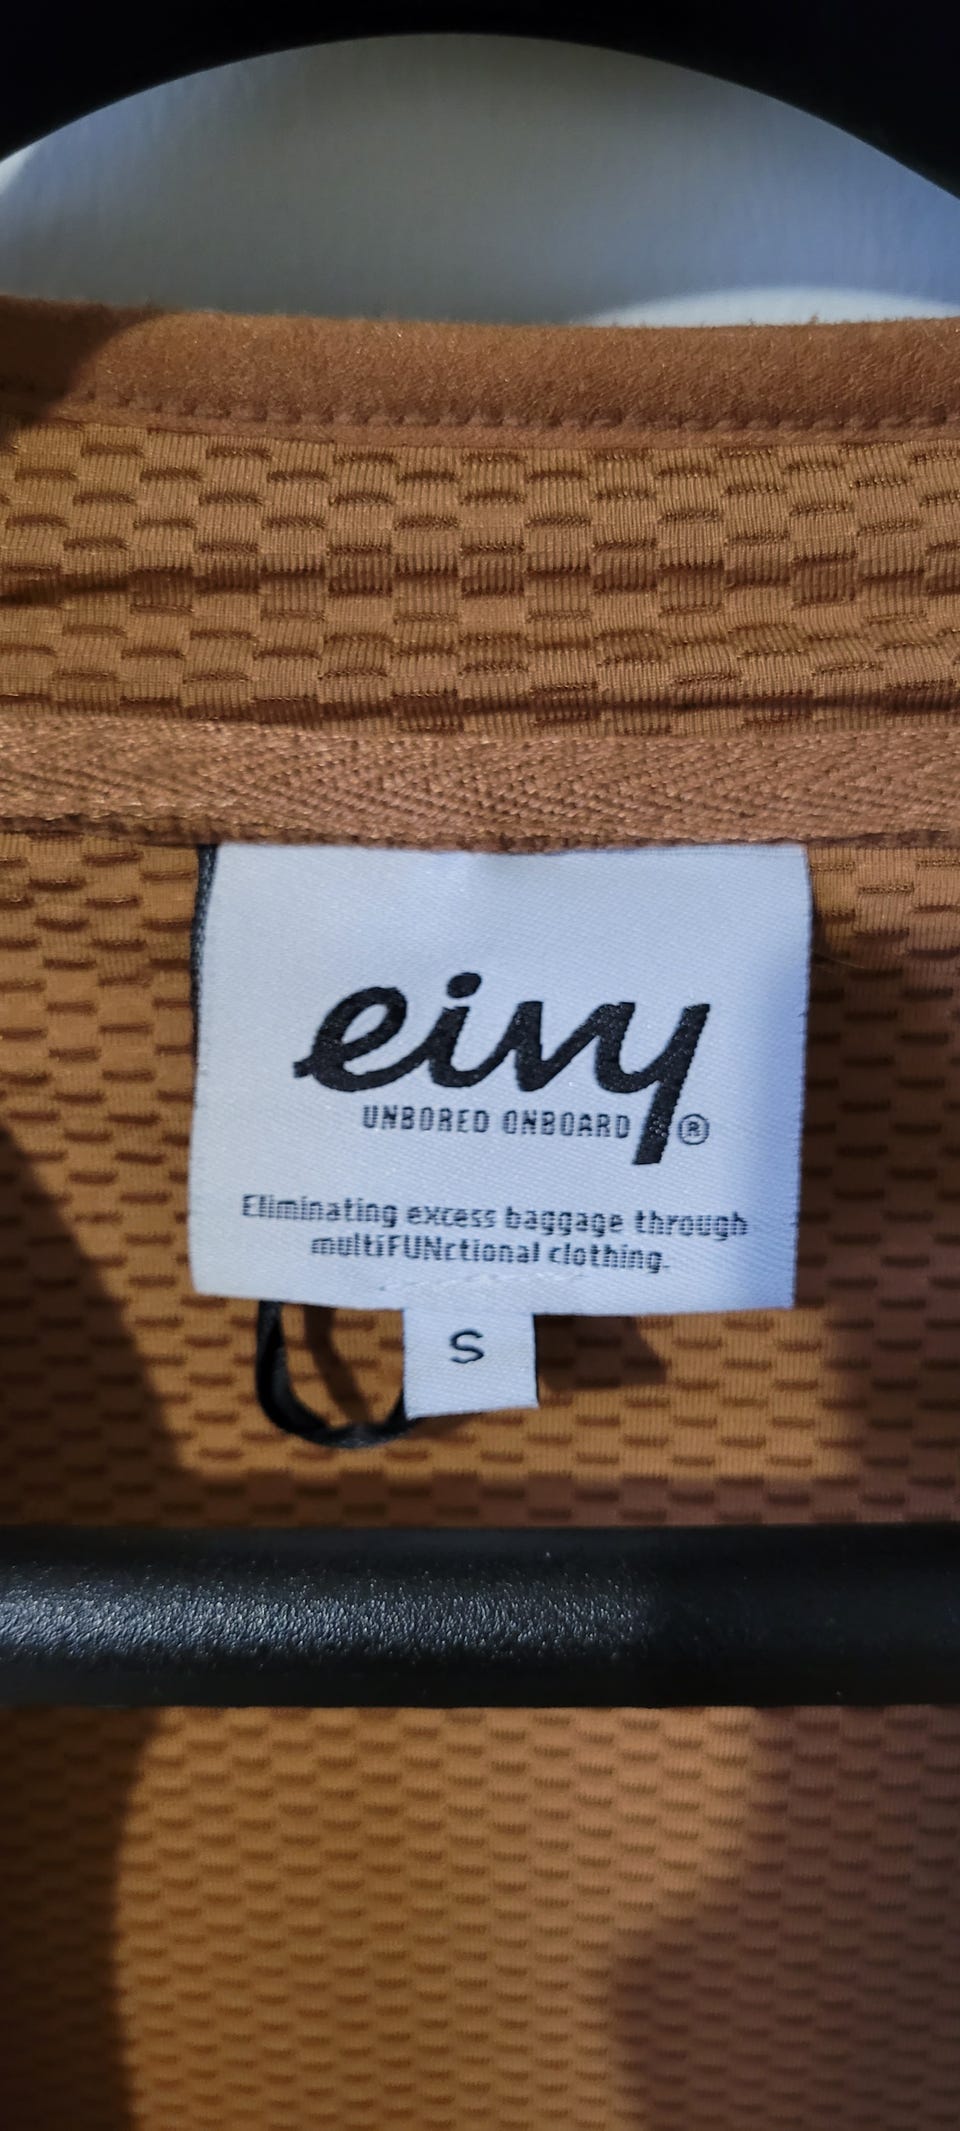 eivy
UNBORED ONBOARD ®
Eliminating excess baggage through
multiFUNctional clothing.
S